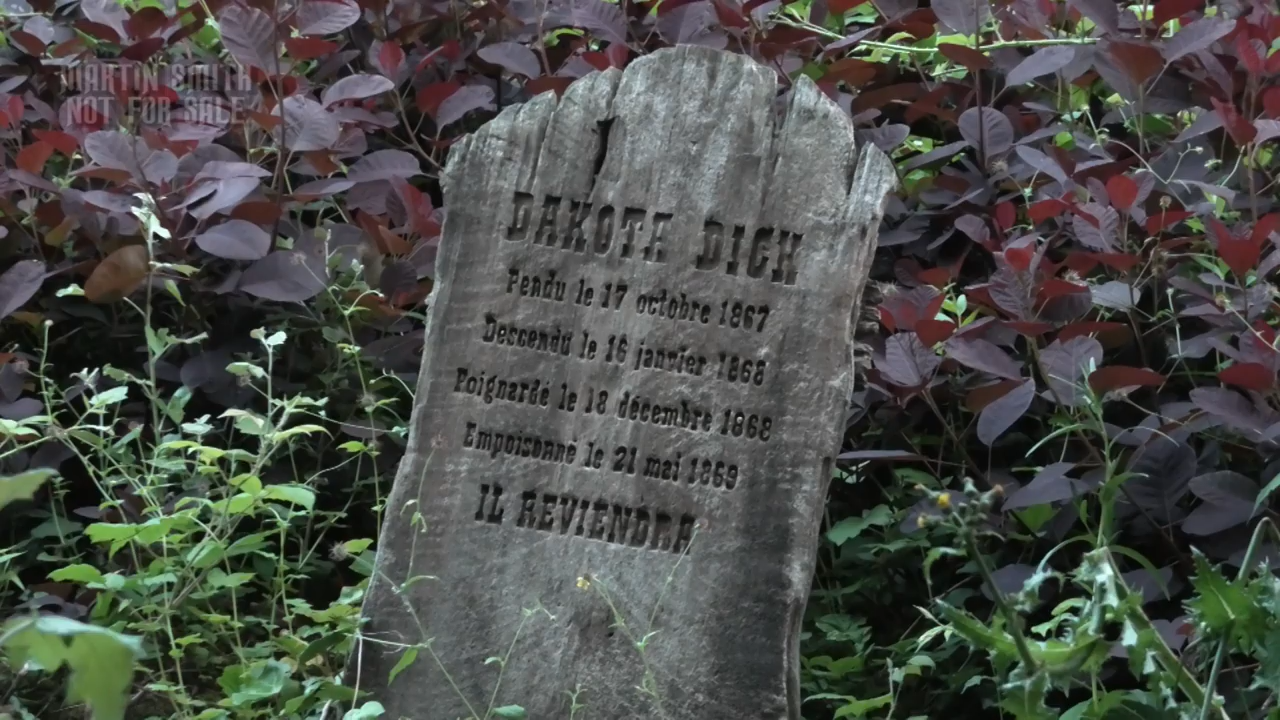 MARTIN SMITH
NOT FOR SALE
DAKOTA DICK
Pendu le 17 octobre 1867
Descendu le 16 janvier 1868
Poignardé le 18 décembre 1868
Empoisonné le 21 mai 1869
IL REVIENDRA